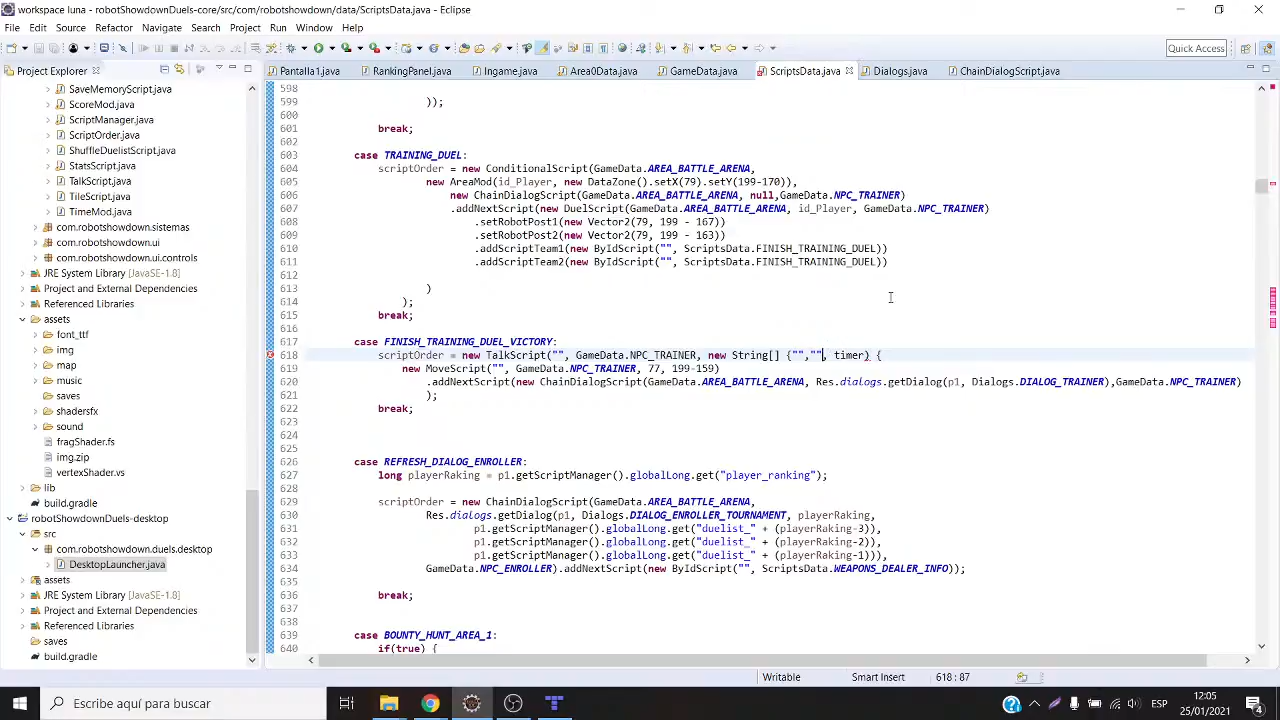 workspace luna - robotShowdownDuels-core/src/com/robotshowdown/data/ScriptsData.java - Eclipse
File Edit Source Refactor Navigate Search Project Run Window Help
Quick Access
Project Explorer
Pantalla1.java RankingPanel.java Ingame.java Area0Data.java GameData.java ScriptsData.java Dialogs.java ChainDialogScript.java
SaveMemoryScript.java
ScoreMod.java
ScriptManager.java
ScriptOrder.java
ShuffleDuelistScript.java
StatsScript.java
TalkScript.java
TileScript.java
TimeMod.java
com.robotshowdown.sistemas
com.robotshowdown.ui
com.robotshowdown.ui.controls
JRE System Library [JavaSE-1.8]
Project and External Dependencies
Referenced Libraries
assets
font_ttf
img
map
music
saves
shadersfx
sound
fragShader.fs
img.zip
vertexShader.vs
lib
build.gradle
robotShowdownDuels-desktop
src
com.robotshowdown.duels.desktop
DesktopLauncher.java
assets
JRE System Library [JavaSE-1.8]
Project and External Dependencies
Referenced Libraries
saves
build.gradle
598
599 ));
600
601 break;
602
603 case TRAINING_DUEL:
604 scriptOrder = new ConditionalScript(GameData.AREA_BATTLE_ARENA,
605 new AreaMod(id_Player, new DataZone().setX(79).setY(199-170)),
606 new ChainDialogScript(GameData.AREA_BATTLE_ARENA, null,GameData.NPC_TRAINER)
607 .addNextScript(new DuelScript(GameData.AREA_BATTLE_ARENA, id_Player, GameData.NPC_TRAINER)
608 .setRobotPost1(new Vector2(79, 199 - 167))
609 .setRobotPost2(new Vector2(79, 199 - 163))
610 .addScriptTeam1(new ByIdScript("", ScriptsData.FINISH_TRAINING_DUEL))
611 .addScriptTeam2(new ByIdScript("", ScriptsData.FINISH_TRAINING_DUEL))
612
613 )
614 );
615 break;
616
617 case FINISH_TRAINING_DUEL_VICTORY:
618 scriptOrder = new TalkScript("", GameData.NPC_TRAINER, new String[] {"","", timer) {
619 new MoveScript("", GameData.NPC_TRAINER, 77, 199-159)
620 .addNextScript(new ChainDialogScript(GameData.AREA_BATTLE_ARENA, Res.dialogs.getDialog(p1, Dialogs.DIALOG_TRAINER),GameData.NPC_TRAINER)
621 );
622 break;
623
624
625
626 case REFRESH_DIALOG_ENROLLER:
627 long playerRaking = p1.getScriptManager().globalLong.get("player_ranking");
628
629 scriptOrder = new ChainDialogScript(GameData.AREA_BATTLE_ARENA,
630 Res.dialogs.getDialog(p1, Dialogs.DIALOG_ENROLLER_TOURNAMENT, playerRaking,
631 p1.getScriptManager().globalLong.get("duelist_" + (playerRaking-3)),
632 p1.getScriptManager().globalLong.get("duelist_" + (playerRaking-2)),
633 p1.getScriptManager().globalLong.get("duelist_" + (playerRaking-1))),
634 GameData.NPC_ENROLLER).addNextScript(new ByIdScript("", ScriptsData.WEAPONS_DEALER_INFO));
635
636 break;
637
638
639 case BOUNTY_HUNT_AREA_1:
640 if(true) {
Writable Smart Insert 618 : 87
Escribe aquí para buscar
ESP
12:05
25/01/2021
4